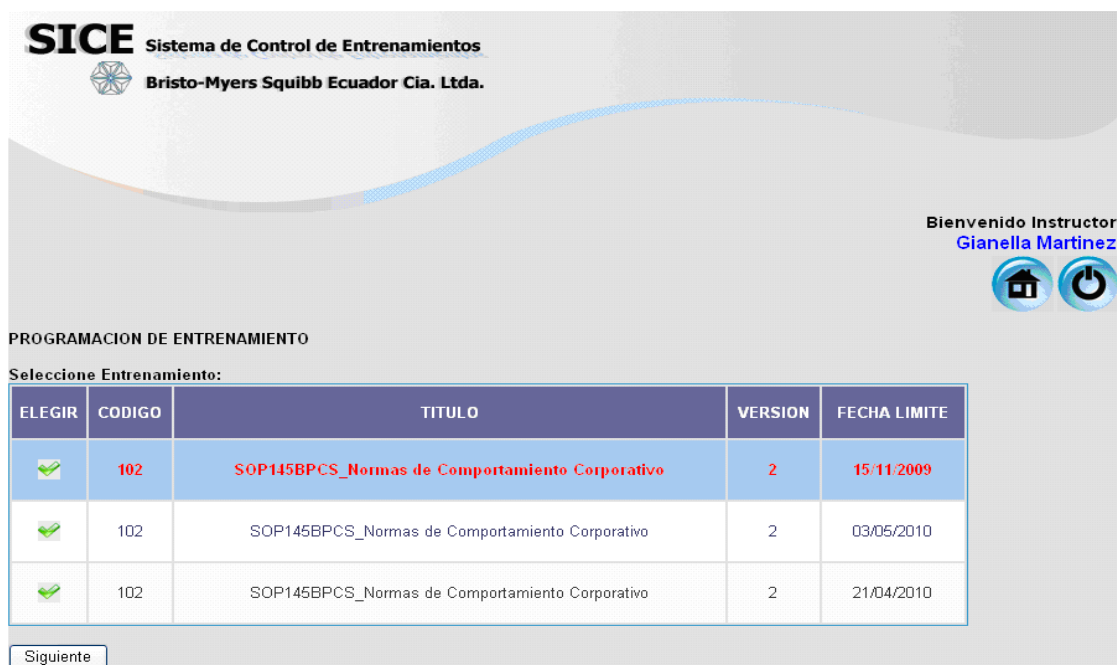 SICE Sistema de Control de Entrenamientos
Bristo-Myers Squibb Ecuador Cia. Ltda.
Bienvenido Instructor
Gianella Martinez
PROGRAMACION DE ENTRENAMIENTO
Seleccione Entrenamiento:
ELEGIR CODIGO TITULO VERSION FECHA LIMITE
102 SOP145BPCS_Normas de Comportamiento Corporativo 2 15/11/2009
102 SOP145BPCS_Normas de Comportamiento Corporativo 2 03/05/2010
102 SOP145BPCS_Normas de Comportamiento Corporativo 2 21/04/2010
Siguiente